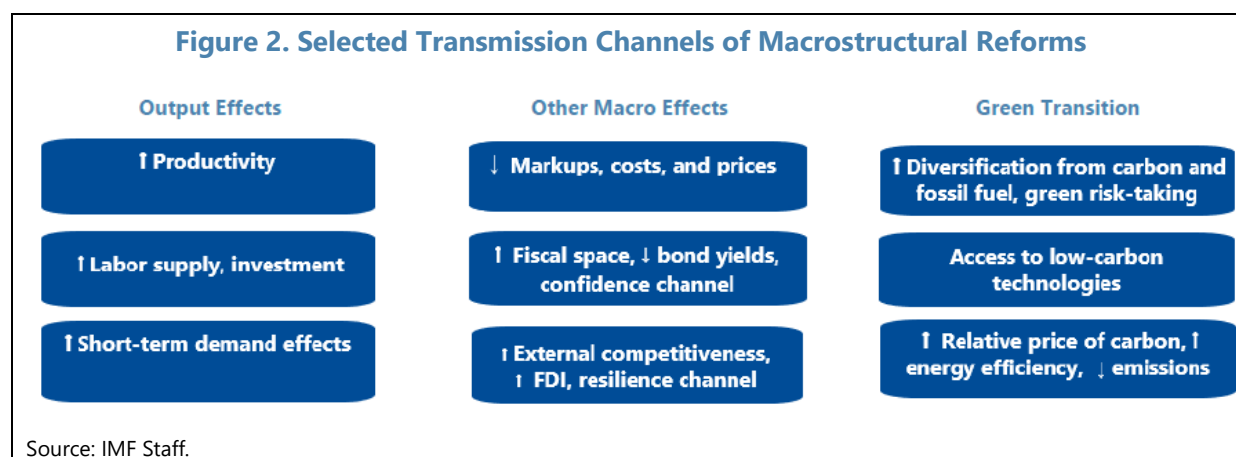 Figure 2. Selected Transmission Channels of Macrostructural Reforms
Output Effects
↑ Productivity
↑ Labor supply, investment
↑ Short-term demand effects
Other Macro Effects
↓ Markups, costs, and prices
↑ Fiscal space, ↓ bond yields,
confidence channel
↑ External competitiveness,
↑ FDI, resilience channel
Green Transition
↑ Diversification from carbon and
fossil fuel, green risk-taking
Access to low-carbon
technologies
↑ Relative price of carbon, ↑
energy efficiency, ↓ emissions
Source: IMF Staff.